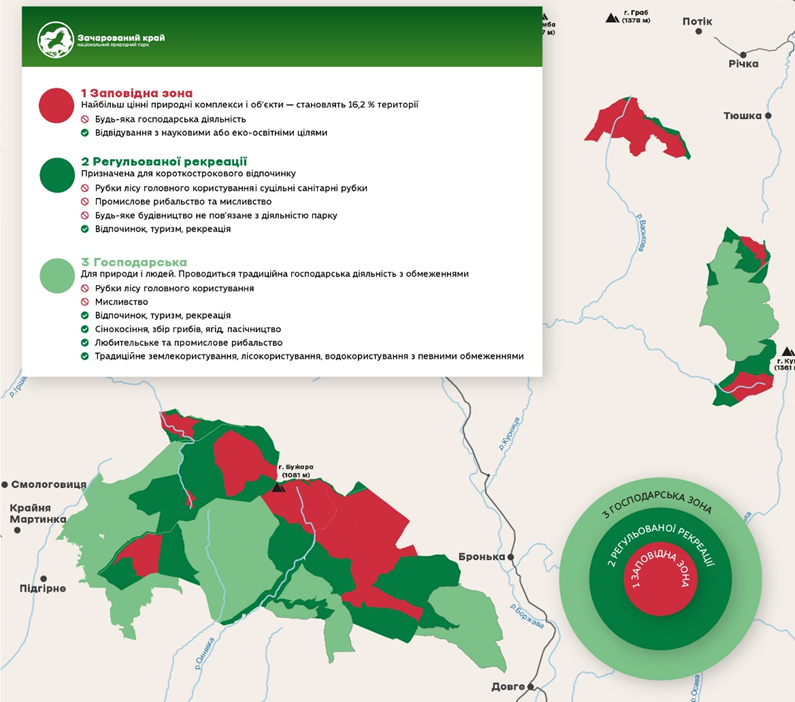 Зачарований край
національний природний парк
1 Заповідна зона
Найбільш цінні природні комплекси і об'єкти — становлять 16,2 % території
Будь-яка господарська діяльність
Відвідування з науковими або еко-освітніми цілями
2 Регульованої рекреації
Призначена для короткострокового відпочинку
Рубки лісу головного користування і суцільні санітарні рубки
Промислове рибальство та мисливство
Будь-яке будівництво не пов'язане з діяльністю парку
Відпочинок, туризм, рекреація
3 Господарська
Для природи і людей. Проводиться традиційна господарська діяльність з обмеженнями
Рубки лісу головного користування
Мисливство
Відпочинок, туризм, рекреація
Сінокосіння, збір грибів, ягід, пасічництво
Любительське та промислове рибальство
Традиційне землекористування, лісокористування, водокористування з певними обмеженнями
г. Граб
(1378 м)
Потік
Річка
Тюшка
(1361
р. Кусниця
г. Бужора
(1081 м)
Смологовиця
Крайня
Мартинка
Підгірне
Бронька
р. Боржава
р. Синявка
Довге
р. Осава
3 ГОСПОДАРСЬКА ЗОНА
2 РЕГУЛЬОВАНОЇ РЕКРЕАЦІЇ
1 ЗАПОВІДНА ЗОНА